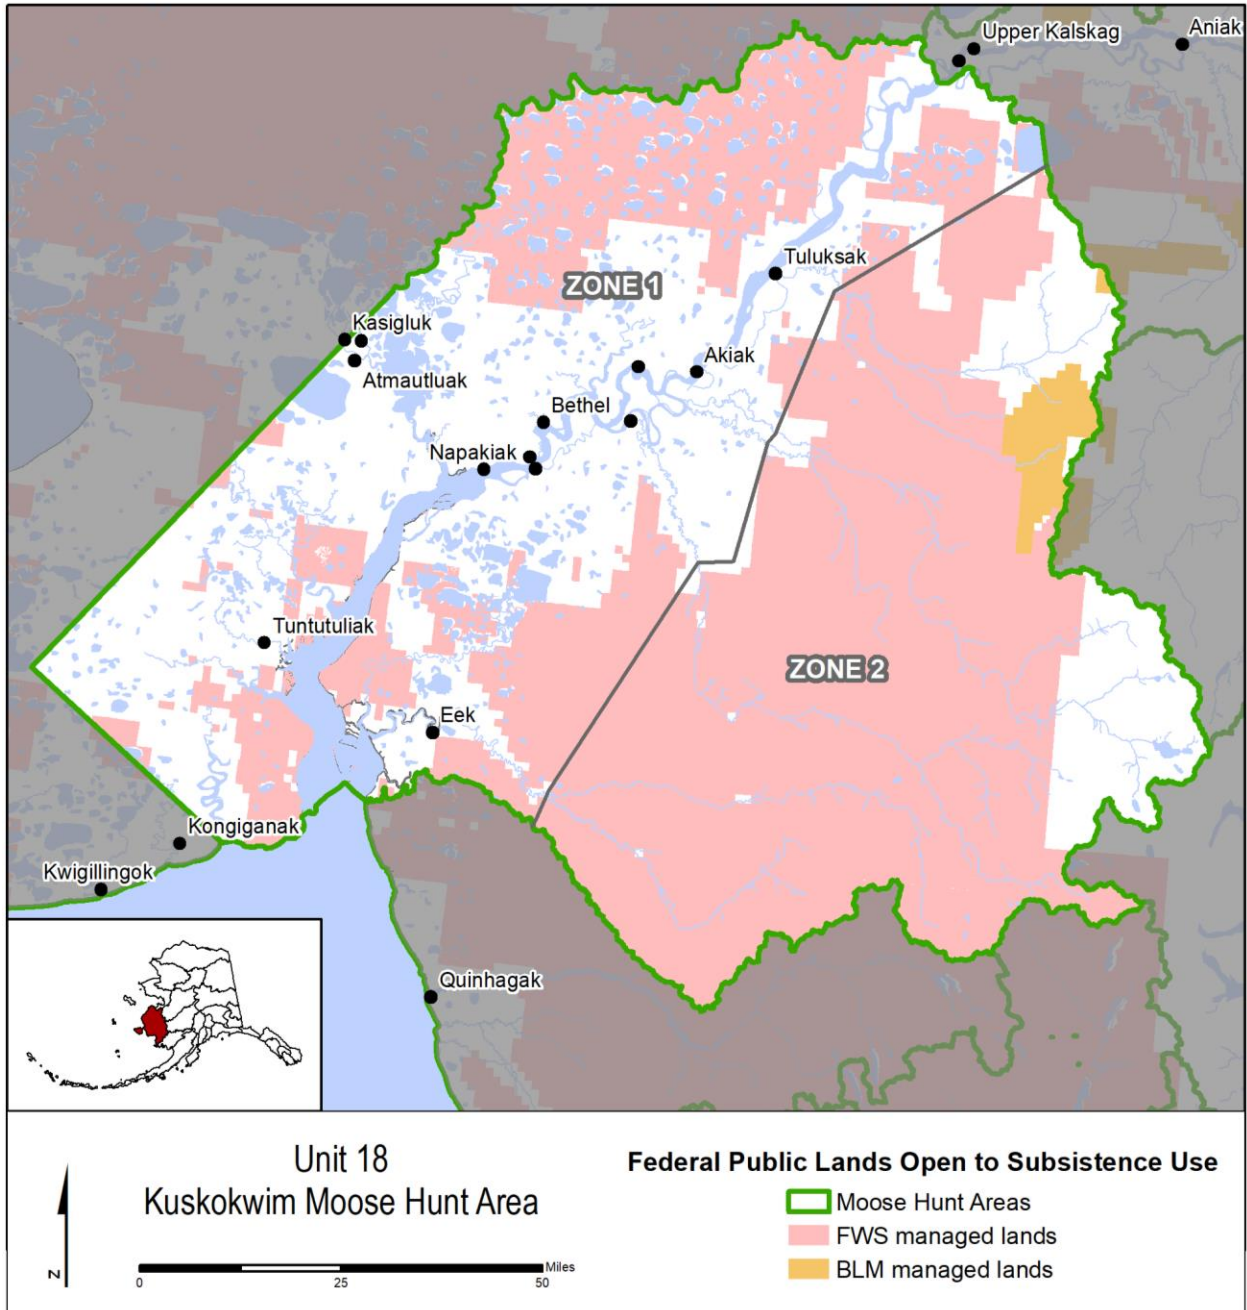 Upper Kalskag
Aniak
Tuluksak
ZONE 1
Kasigluk
Akiak
Atmautluak
Bethel
Napakiak
Tuntutuliak
ZONE 2
Eek
Kongiganak
Kwigillingok
Quinhagak
Unit 18
Kuskokwim Moose Hunt Area
N
0 25 50 Miles
Federal Public Lands Open to Subsistence Use
Moose Hunt Areas
FWS managed lands
BLM managed lands